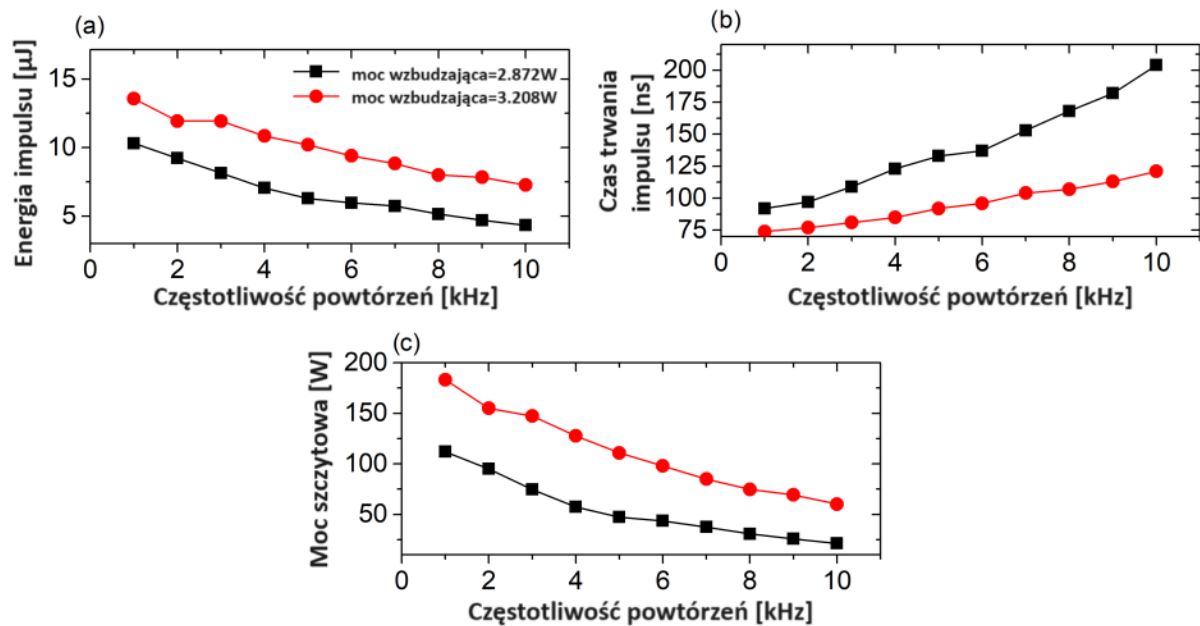 (a)
Energia impulsu [µJ]
15
10
5
moc wzbudzająca=2.872W
moc wzbudzająca=3.208W
0 2 4 6 8 10
Częstotliwość powtórzeń [kHz]
(b)
Czas trwania
impulsu [ns]
200
175
150
125
100
75
0 2 4 6 8 10
Częstotliwość powtórzeń [kHz]
(c)
Moc szczytowa [W]
200
150
100
50
0 2 4 6 8 10
Częstotliwość powtórzeń [kHz]